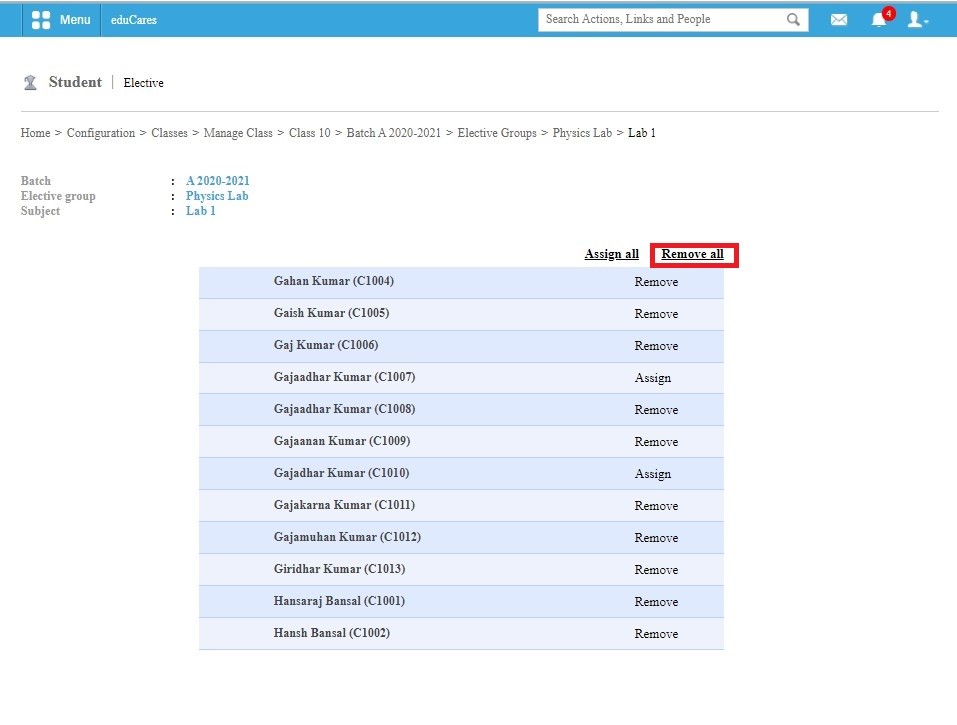 Menu eduCares Search Actions, Links and People 4
Student Elective
Home > Configuration > Classes > Manage Class > Class 10 > Batch A 2020-2021 > Elective Groups > Physics Lab > Lab 1
Batch : A 2020-2021
Elective group : Physics Lab
Subject : Lab 1
Assign all Remove all
Gahan Kumar (C1004) Remove
Gaish Kumar (C1005) Remove
Gaj Kumar (C1006) Remove
Gajaadhar Kumar (C1007) Assign
Gajaadhar Kumar (C1008) Remove
Gajaanan Kumar (C1009) Remove
Gajadhar Kumar (C1010) Assign
Gajakarna Kumar (C1011) Remove
Gajamuhan Kumar (C1012) Remove
Giridhar Kumar (C1013) Remove
Hansaraj Bansal (C1001) Remove
Hansh Bansal (C1002) Remove